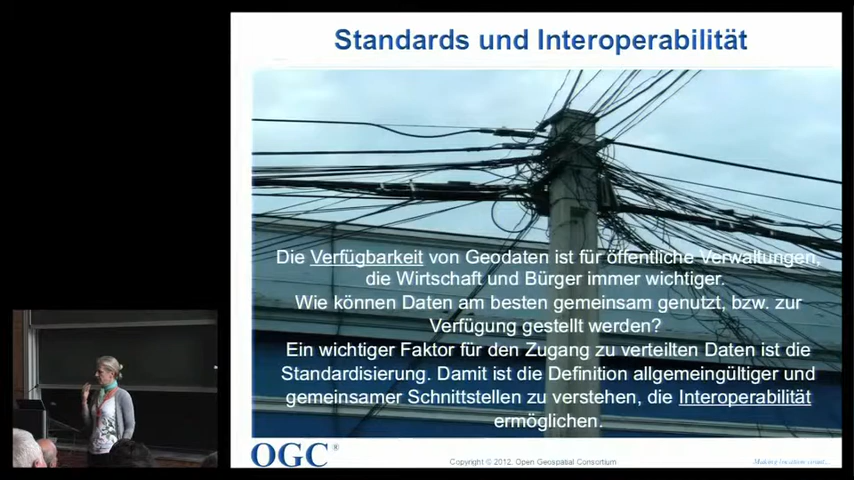 Standards und Interoperabilität
Die Verfügbarkeit von Geodaten ist für öffentliche Verwaltungen,
die Wirtschaft und Bürger immer wichtiger.
Wie können Daten am besten gemeinsam genutzt, bzw. zur
Verfügung gestellt werden?
Ein wichtiger Faktor für den Zugang zu verteilten Daten ist die
Standardisierung. Damit ist die Definition allgemeingültiger und
gemeinsamer Schnittstellen zu verstehen, die Interoperabilität
ermöglichen.
OGC®
Copyright © 2012. Open Geospatial Consortium
Making location count...